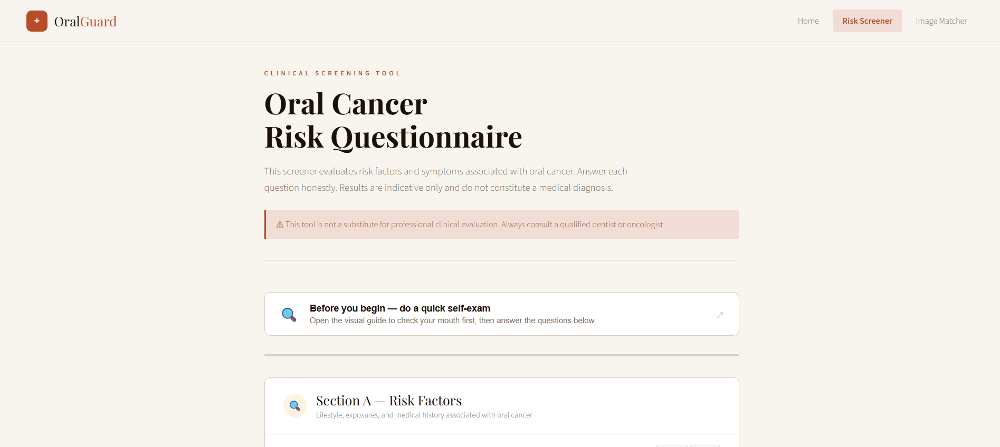 + OralGuard
Home
Risk Screener
Image Matcher
CLINICAL SCREENING TOOL
Oral Cancer
Risk Questionnaire
This screener evaluates risk factors and symptoms associated with oral cancer. Answer each
question honestly. Results are indicative only and do not constitute a medical diagnosis.
⚠ This tool is not a substitute for professional clinical evaluation. Always consult a qualified dentist or oncologist.
Before you begin — do a quick self-exam
Open the visual guide to check your mouth first, then answer the questions below.
↗
Section A — Risk Factors
Lifestyle, exposures, and medical history associated with oral cancer